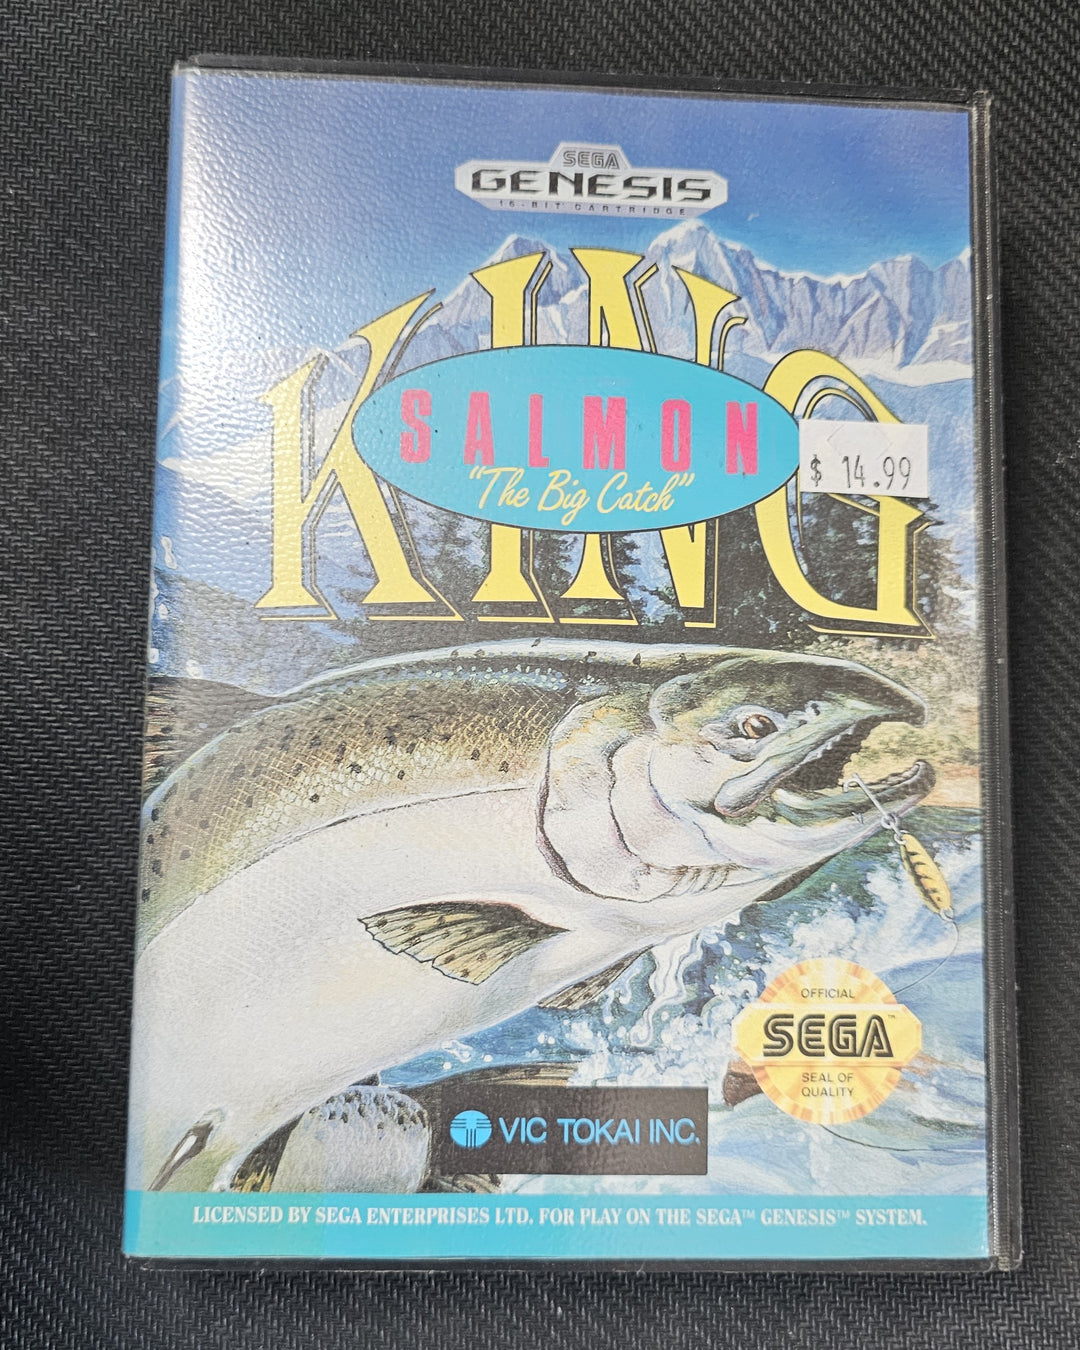 SEGA
GENESIS
16-BIT CARTRIDGE
KING
SALMON
"The Big Catch"
$ 14.99
OFFICIAL
SEGA™
SEAL OF
QUALITY
VIC TOKAI INC.
LICENSED BY SEGA ENTERPRISES LTD. FOR PLAY ON THE SEGA™ GENESIS™ SYSTEM.